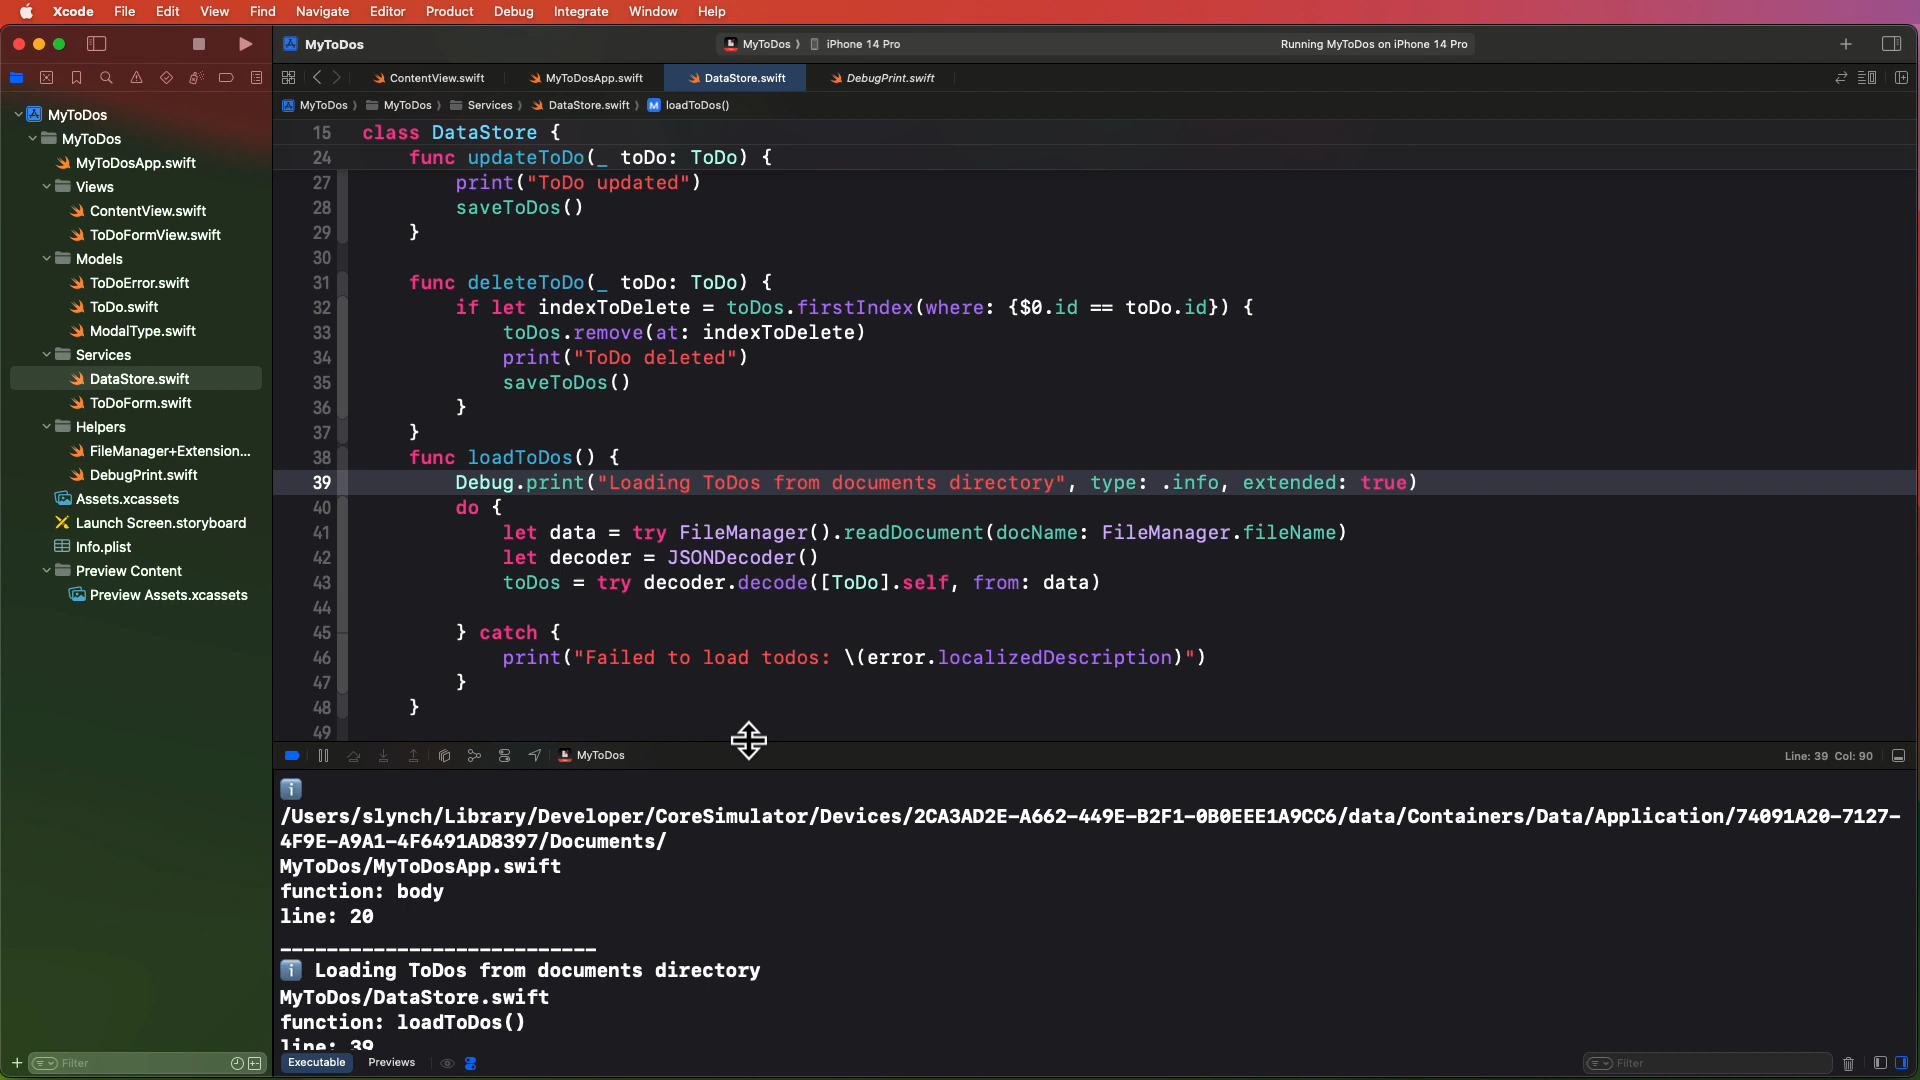 Xcode File Edit View Find Navigate Editor Product Debug Integrate Window Help
MyToDos
MyToDos
iPhone 14 Pro
Running MyToDos on iPhone 14 Pro
ContentView.swift
MyToDosApp.swift
DataStore.swift
DebugPrint.swift
MyToDos
MyToDos
Services
DataStore.swift
M loadToDos()
MyToDos
MyToDos
MyToDosApp.swift
Views
ContentView.swift
ToDoFormView.swift
Models
ToDoError.swift
ToDo.swift
ModalType.swift
Services
DataStore.swift
ToDoForm.swift
Helpers
FileManager+Extension...
DebugPrint.swift
Assets.xcassets
Launch Screen.storyboard
Info.plist
Preview Content
Preview Assets.xcassets
Filter
15 class DataStore {
24 func updateToDo(_ toDo: ToDo) {
27 print("ToDo updated")
28 saveToDos()
29 }
30
31 func deleteToDo(_ toDo: ToDo) {
32 if let indexToDelete = toDos.firstIndex(where: {$0.id == toDo.id}) {
33 toDos.remove(at: indexToDelete)
34 print("ToDo deleted")
35 saveToDos()
36 }
37 }
38 func loadToDos() {
39 Debug.print("Loading ToDos from documents directory", type: .info, extended: true)
40 do {
41 let data = try FileManager().readDocument(docName: FileManager.fileName)
42 let decoder = JSONDecoder()
43 toDos = try decoder.decode([ToDo].self, from: data)
44
45 } catch {
46 print("Failed to load todos: \(error.localizedDescription)")
47 }
48 }
49
MyToDos
Line: 39 Col: 90
/Users/slynch/Library/Developer/CoreSimulator/Devices/2CA3AD2E-A662-449E-B2F1-0B0EEE1A9CC6/data/Containers/Data/Application/74091A20-7127-
4F9E-A9A1-4F6491AD8397/Documents/
MyToDos/MyToDosApp.swift
function: body
line: 20
---------------------------
ℹ️ Loading ToDos from documents directory
MyToDos/DataStore.swift
function: loadToDos()
line: 39
Executable
Previews
Filter